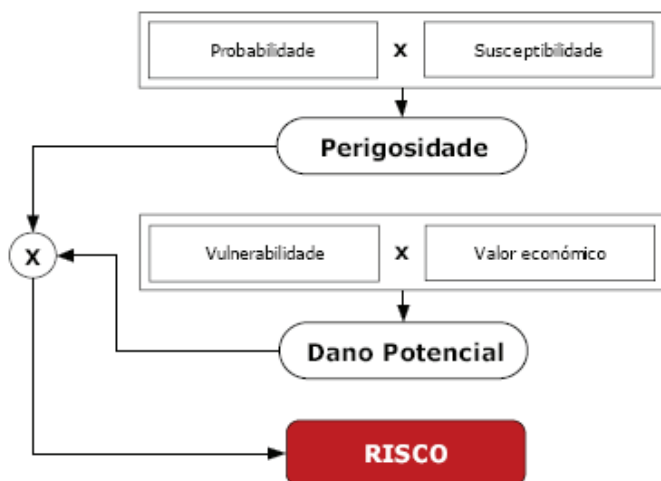 Probabilidade X Susceptibilidade
Perigosidade
Vulnerabilidade X Valor económico
X
Dano Potencial
RISCO